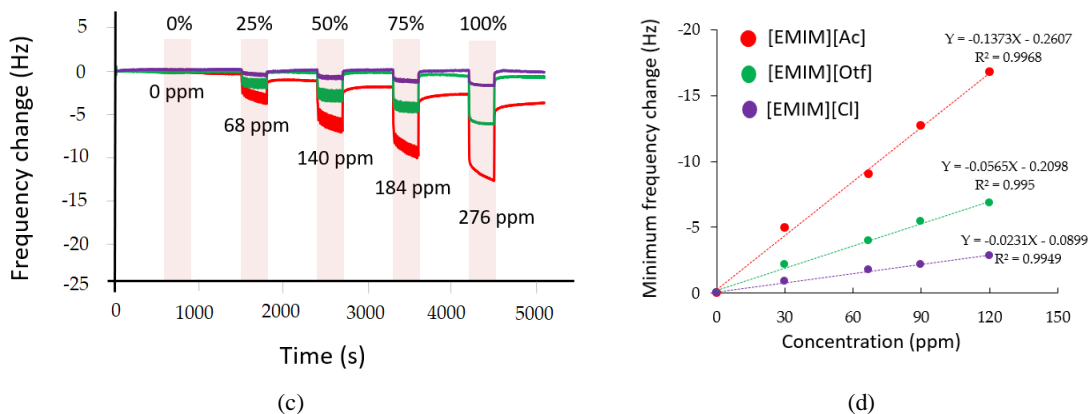 0% 25% 50% 75% 100%
Frequency change (Hz)
5
0
-5
-10
-15
-20
-25
0 ppm
68 ppm
140 ppm
184 ppm
276 ppm
0 1000 2000 3000 4000 5000
Time (s)
(c)
Minimum frequency change (Hz)
-20
-15
-10
-5
0
[EMIM][Ac]
[EMIM][Otf]
[EMIM][Cl]
Y = -0.1373X - 0.2607
R² = 0.9968
Y = -0.0565X - 0.2098
R² = 0.995
Y = -0.0231X - 0.0899
R² = 0.9949
0 30 60 90 120 150
Concentration (ppm)
(d)